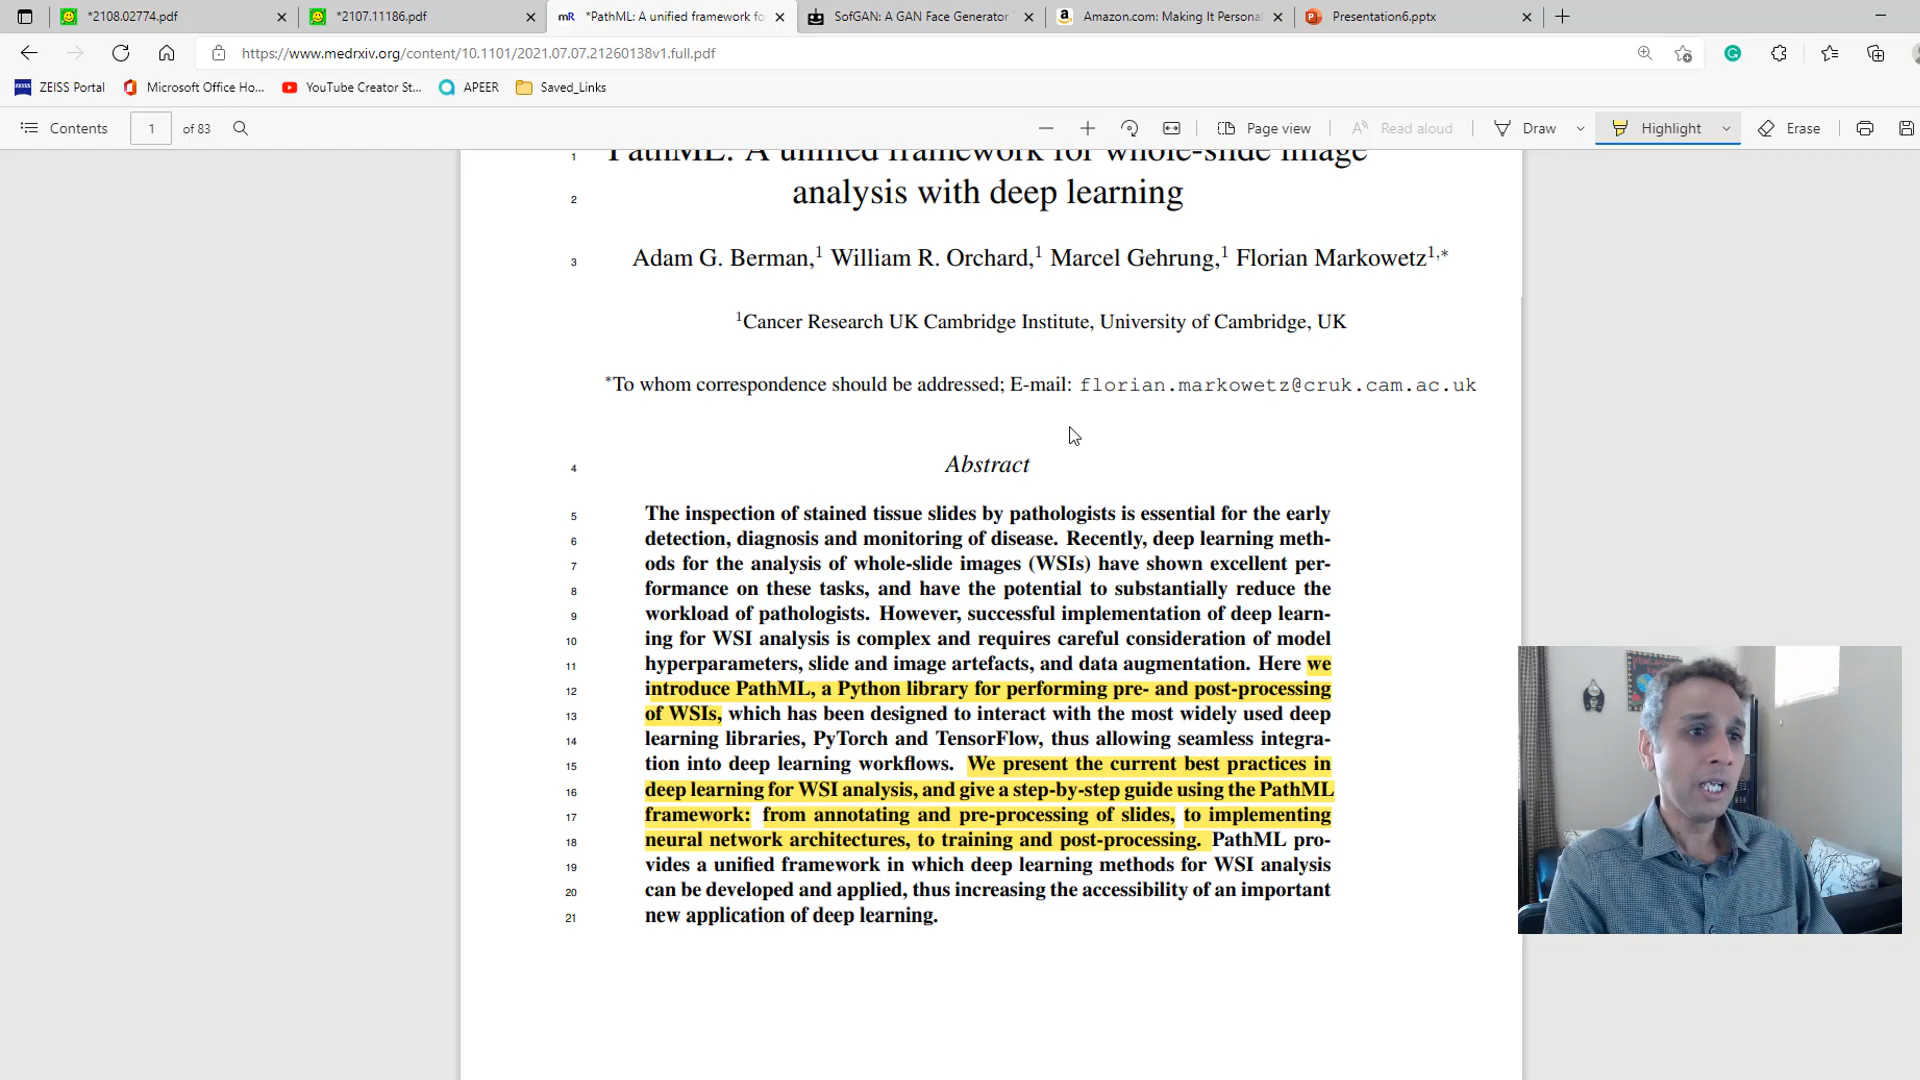 *2108.02774.pdf
*2107.11186.pdf
mR *PathML: A unified framework fo
SofGAN: A GAN Face Generator
Amazon.com: Making It Persona
Presentation6.pptx
https://www.medrxiv.org/content/10.1101/2021.07.07.21260138v1.full.pdf
ZEISS Portal
Microsoft Office Ho...
YouTube Creator St...
APEER
Saved_Links
Contents
1 of 83
Page view
Read aloud
Draw
Highlight
Erase
1 PathML: A unified framework for whole-slide image
2 analysis with deep learning
3 Adam G. Berman,1 William R. Orchard,1 Marcel Gehrung,1 Florian Markowetz1,*
1Cancer Research UK Cambridge Institute, University of Cambridge, UK
*To whom correspondence should be addressed; E-mail: florian.markowetz@cruk.cam.ac.uk
4 Abstract
5 The inspection of stained tissue slides by pathologists is essential for the early
6 detection, diagnosis and monitoring of disease. Recently, deep learning meth-
7 ods for the analysis of whole-slide images (WSIs) have shown excellent per-
8 formance on these tasks, and have the potential to substantially reduce the
9 workload of pathologists. However, successful implementation of deep learn-
10 ing for WSI analysis is complex and requires careful consideration of model
11 hyperparameters, slide and image artefacts, and data augmentation. Here we
12 introduce PathML, a Python library for performing pre- and post-processing
13 of WSIs, which has been designed to interact with the most widely used deep
14 learning libraries, PyTorch and TensorFlow, thus allowing seamless integra-
15 tion into deep learning workflows. We present the current best practices in
16 deep learning for WSI analysis, and give a step-by-step guide using the PathML
17 framework: from annotating and pre-processing of slides, to implementing
18 neural network architectures, to training and post-processing. PathML pro-
19 vides a unified framework in which deep learning methods for WSI analysis
20 can be developed and applied, thus increasing the accessibility of an important
21 new application of deep learning.